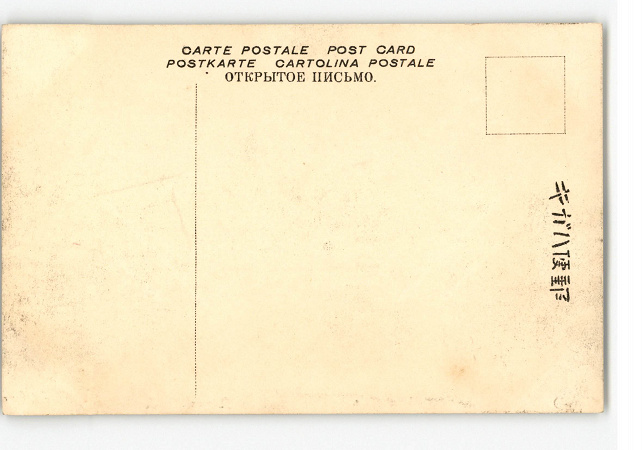 CARTE POSTALE POST CARD
POSTKARTE CARTOLINA POSTALE
ОТКРЫТОЕ ПИСЬМО.
郵便ハガキ